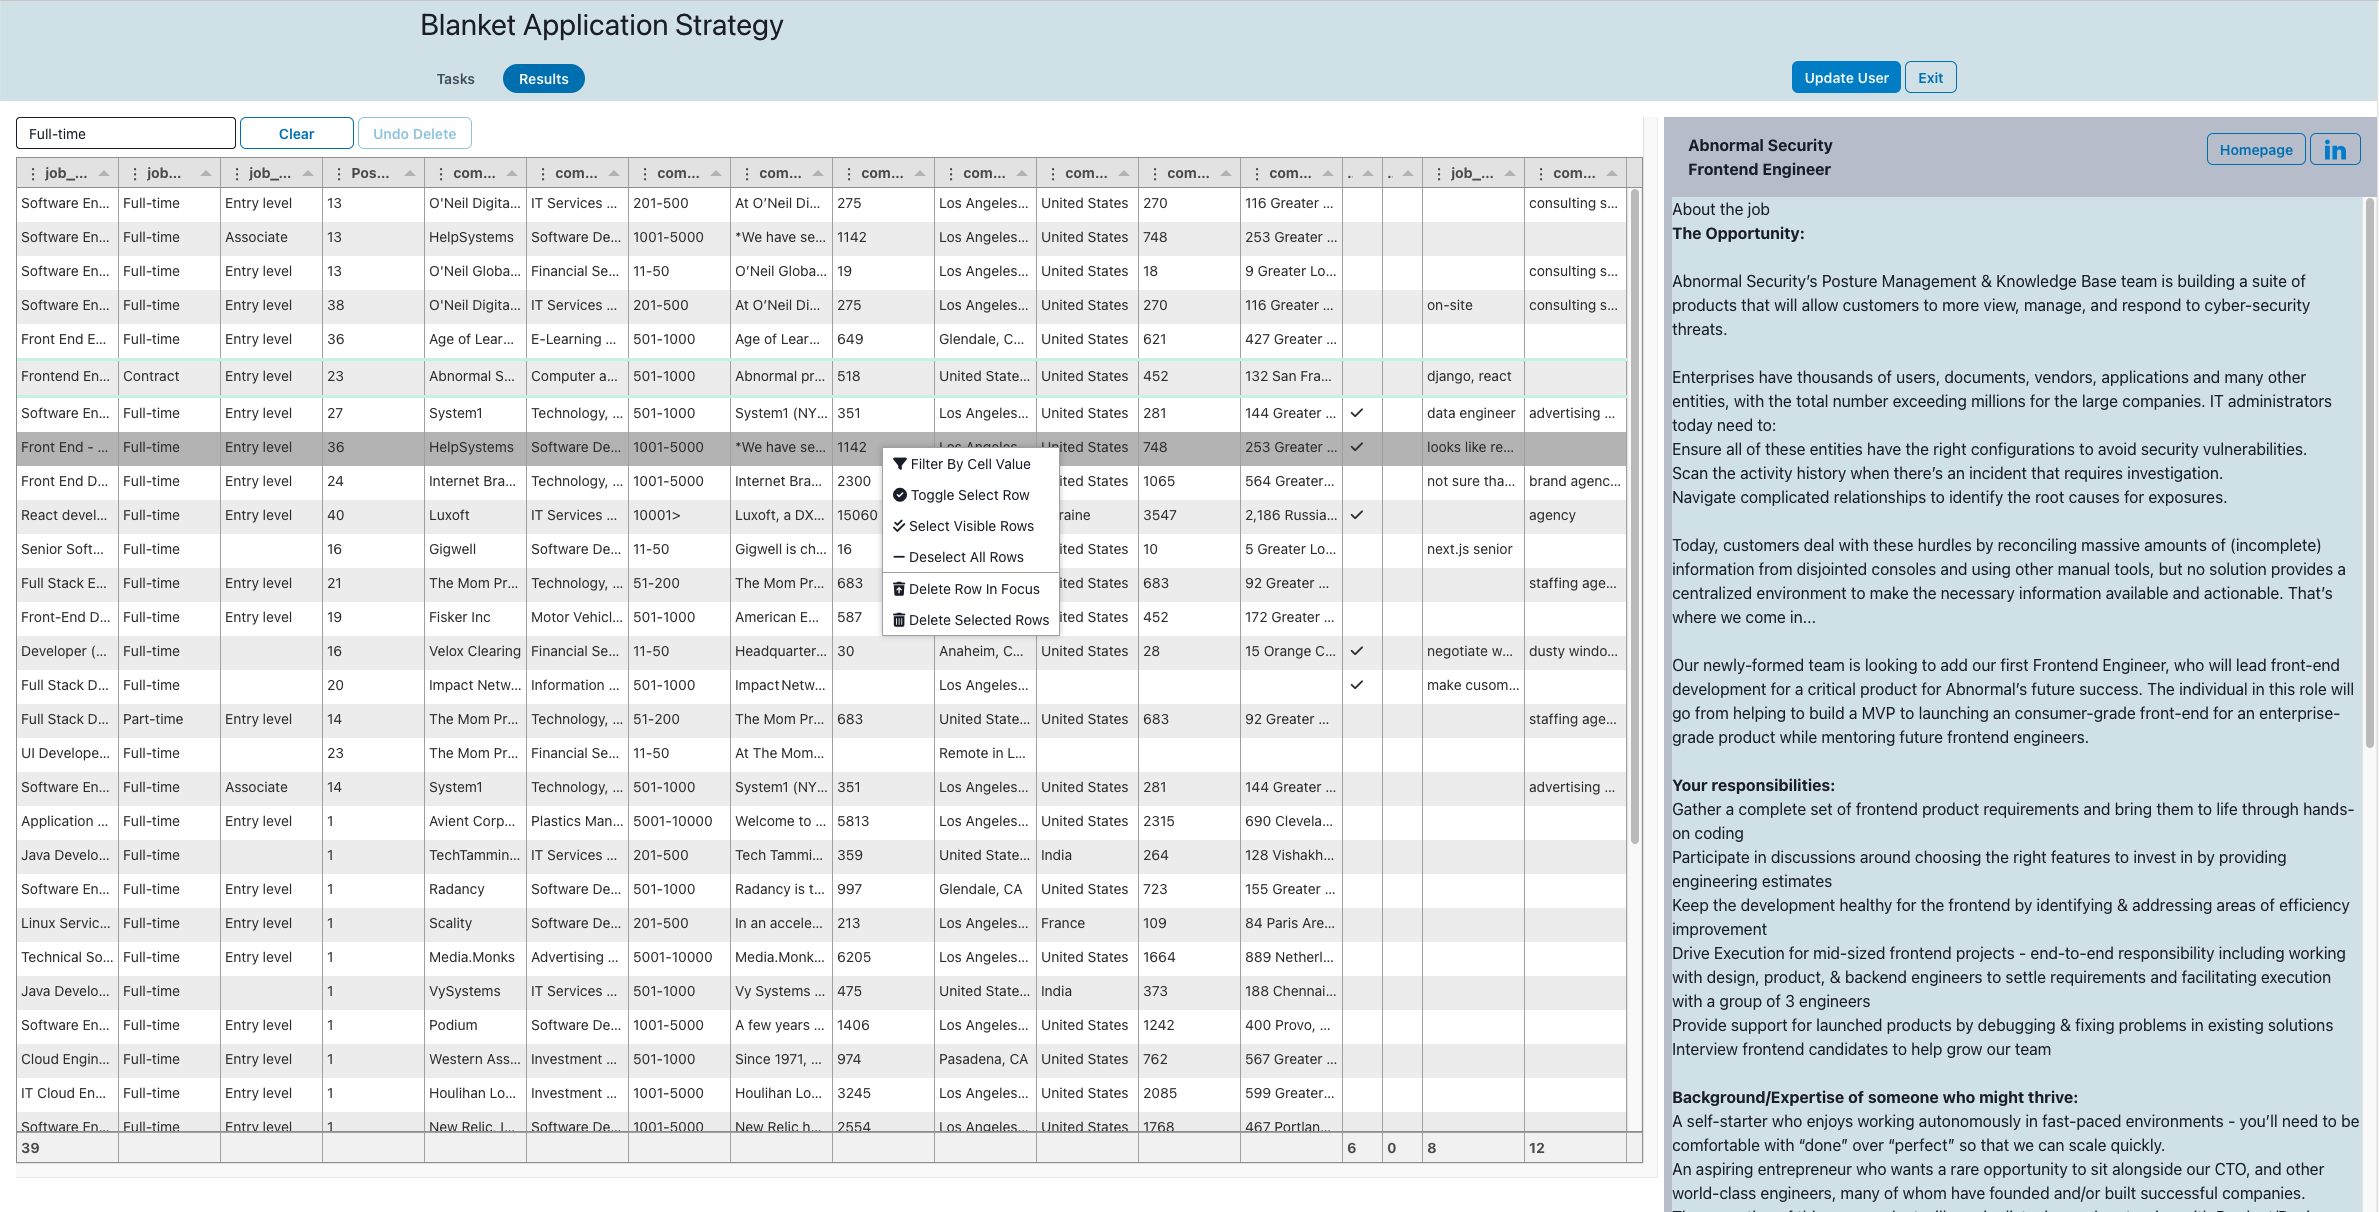 Blanket Application Strategy
Tasks Results Update User Exit
Full-time Clear Undo Delete
job_... job... job_... Pos... com... com... com... com... com... com... com... com... com... .. .. job_... com...
Software En... Full-time Entry level 13 O'Neil Digita... IT Services ... 201-500 At O’Neil Di... 275 Los Angeles... United States 270 116 Greater ... consulting s...
Software En... Full-time Associate 13 HelpSystems Software De... 1001-5000 *We have se... 1142 Los Angeles... United States 748 253 Greater ...
Software En... Full-time Entry level 13 O'Neil Globa... Financial Se... 11-50 O’Neil Globa... 19 Los Angeles... United States 18 9 Greater Lo... consulting s...
Software En... Full-time Entry level 38 O'Neil Digita... IT Services ... 201-500 At O’Neil Di... 275 Los Angeles... United States 270 116 Greater ... on-site consulting s...
Front End E... Full-time Entry level 36 Age of Lear... E-Learning ... 501-1000 Age of Lear... 649 Glendale, C... United States 621 427 Greater ...
Frontend En... Contract Entry level 23 Abnormal S... Computer a... 501-1000 Abnormal pr... 518 United State... United States 452 132 San Fra... django, react
Software En... Full-time Entry level 27 System1 Technology, ... 501-1000 System1 (NY... 351 Los Angeles... United States 281 144 Greater ... ✓ data engineer advertising ...
Front End - ... Full-time Entry level 36 HelpSystems Software De... 1001-5000 *We have se... 1142 Los Angeles... ited States 748 253 Greater ... ✓ looks like re...
Front End D... Full-time Entry level 24 Internet Bra... Technology, ... 1001-5000 Internet Bra... 2300 ited States 1065 564 Greater... not sure tha... brand agenc...
React devel... Full-time Entry level 40 Luxoft IT Services ... 10001> Luxoft, a DX... 15060 raine 3547 2,186 Russia... ✓ agency
Senior Soft... Full-time 16 Gigwell Software De... 11-50 Gigwell is ch... 16 ited States 10 5 Greater Lo... next.js senior
Full Stack E... Full-time Entry level 21 The Mom Pr... Technology, ... 51-200 The Mom Pr... 683 ited States 683 92 Greater ... staffing age...
Front-End D... Full-time Entry level 19 Fisker Inc Motor Vehicl... 501-1000 American E... 587 ited States 452 172 Greater ...
Developer (... Full-time 16 Velox Clearing Financial Se... 11-50 Headquarter... 30 Anaheim, C... United States 28 15 Orange C... ✓ negotiate w... dusty windo...
Full Stack D... Full-time 20 Impact Netw... Information ... 501-1000 Impact Netw... Los Angeles... ✓ make cusom...
Full Stack D... Part-time Entry level 14 The Mom Pr... Technology, ... 51-200 The Mom Pr... 683 United State... United States 683 92 Greater ... staffing age...
UI Develope... Full-time 23 The Mom Pr... Financial Se... 11-50 At The Mom... Remote in L...
Software En... Full-time Associate 14 System1 Technology, ... 501-1000 System1 (NY... 351 Los Angeles... United States 281 144 Greater ... advertising ...
Application ... Full-time Entry level 1 Avient Corp... Plastics Man... 5001-10000 Welcome to ... 5813 Los Angeles... United States 2315 690 Clevela...
Java Develo... Full-time 1 TechTammin... IT Services ... 201-500 Tech Tammi... 359 United State... India 264 128 Visakh...
Software En... Full-time Entry level 1 Radancy Software De... 501-1000 Radancy is t... 997 Glendale, CA United States 723 155 Greater ...
Linux Servic... Full-time Entry level 1 Scality Software De... 201-500 In an accele... 213 Los Angeles... France 109 84 Paris Are...
Technical So... Full-time Entry level 1 Media.Monks Advertising ... 5001-10000 Media.Monk... 6205 Los Angeles... United States 1664 889 Netherl...
Java Develo... Full-time 1 VySystems IT Services ... 501-1000 Vy Systems ... 475 United State... India 373 188 Chennai...
Software En... Full-time Entry level 1 Podium Software De... 1001-5000 A few years ... 1406 Los Angeles... United States 1242 400 Provo, ...
Cloud Engin... Full-time Entry level 1 Western Ass... Investment ... 501-1000 Since 1971, ... 974 Pasadena, CA United States 762 567 Greater ...
IT Cloud En... Full-time Entry level 1 Houlihan Lo... Investment ... 1001-5000 Houlihan Lo... 3245 Los Angeles... United States 2085 599 Greater...
Software En... Full-time Entry level 1 New Relic, I... Software De... 1001-5000 New Relic h... 2554 Los Angeles... United States 1768 467 Portlan...
39 6 0 8 12
Filter By Cell Value
Toggle Select Row
Select Visible Rows
Deselect All Rows
Delete Row In Focus
Delete Selected Rows
Abnormal Security
Frontend Engineer
Homepage in
About the job
The Opportunity:
Abnormal Security’s Posture Management & Knowledge Base team is building a suite of
products that will allow customers to more view, manage, and respond to cyber-security
threats.
Enterprises have thousands of users, documents, vendors, applications and many other
entities, with the total number exceeding millions for the large companies. IT administrators
today need to:
Ensure all of these entities have the right configurations to avoid security vulnerabilities.
Scan the activity history when there’s an incident that requires investigation.
Navigate complicated relationships to identify the root causes for exposures.
Today, customers deal with these hurdles by reconciling massive amounts of (incomplete)
information from disjointed consoles and using other manual tools, but no solution provides a
centralized environment to make the necessary information available and actionable. That’s
where we come in...
Our newly-formed team is looking to add our first Frontend Engineer, who will lead front-end
development for a critical product for Abnormal’s future success. The individual in this role will
go from helping to build a MVP to launching an consumer-grade front-end for an enterprise-
grade product while mentoring future frontend engineers.
Your responsibilities:
Gather a complete set of frontend product requirements and bring them to life through hands-
on coding
Participate in discussions around choosing the right features to invest in by providing
engineering estimates
Keep the development healthy for the frontend by identifying & addressing areas of efficiency
improvement
Drive Execution for mid-sized frontend projects - end-to-end responsibility including working
with design, product, & backend engineers to settle requirements and facilitating execution
with a group of 3 engineers
Provide support for launched products by debugging & fixing problems in existing solutions
Interview frontend candidates to help grow our team
Background/Expertise of someone who might thrive:
A self-starter who enjoys working autonomously in fast-paced environments - you’ll need to be
comfortable with “done” over “perfect” so that we can scale quickly.
An aspiring entrepreneur who wants a rare opportunity to sit alongside our CTO, and other
world-class engineers, many of whom have founded and/or built successful companies.